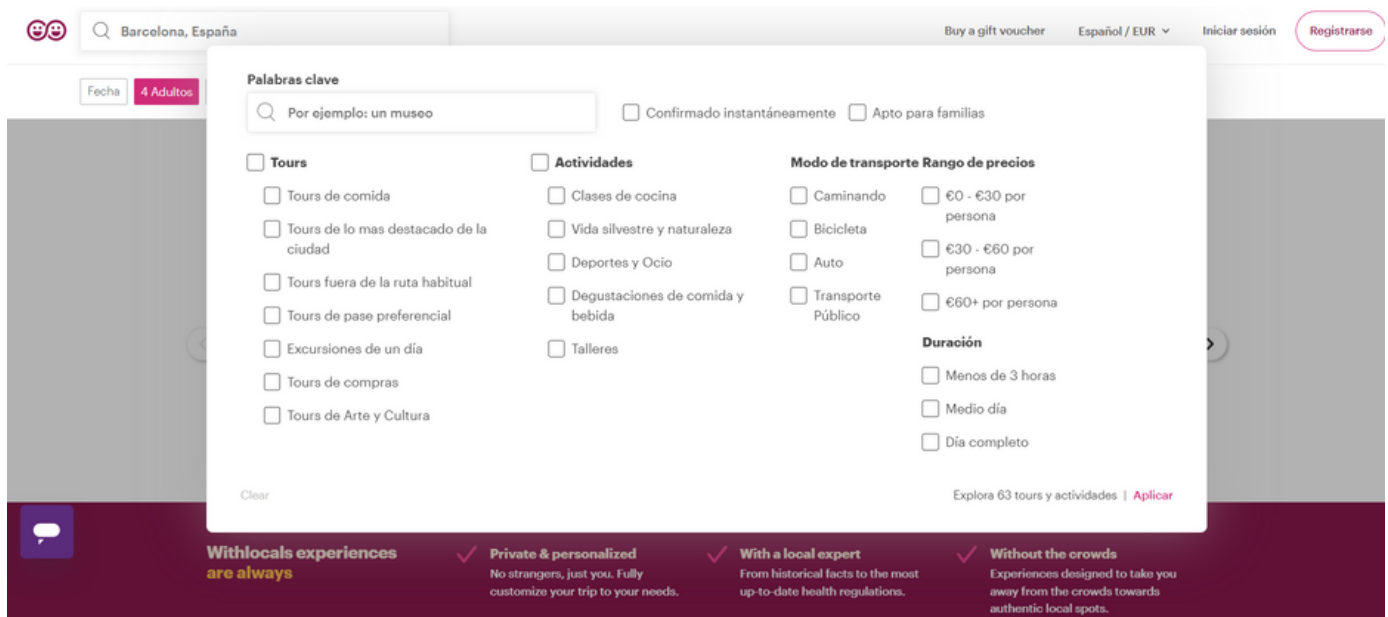 Barcelona, España
Buy a gift voucher
Español / EUR
Iniciar sesión
Registrarse
Fecha
4 Adultos
Palabras clave
Por ejemplo: un museo
Confirmado instantáneamente
Apto para familias
Tours
Tours de comida
Tours de lo mas destacado de la
ciudad
Tours fuera de la ruta habitual
Tours de pase preferencial
Excursiones de un día
Tours de compras
Tours de Arte y Cultura
Actividades
Clases de cocina
Vida silvestre y naturaleza
Deportes y Ocio
Degustaciones de comida y
bebida
Talleres
Modo de transporte
Caminando
Bicicleta
Auto
Transporte
Público
Rango de precios
€0 - €30 por
persona
€30 - €60 por
persona
€60+ por persona
Duración
Menos de 3 horas
Medio día
Día completo
Clear
Explora 63 tours y actividades | Aplicar
Withlocals experiences
are always
Private & personalized
No strangers, just you. Fully
customize your trip to your needs.
With a local expert
From historical facts to the most
up-to-date health regulations.
Without the crowds
Experiences designed to take you
away from the crowds towards
authentic local spots.